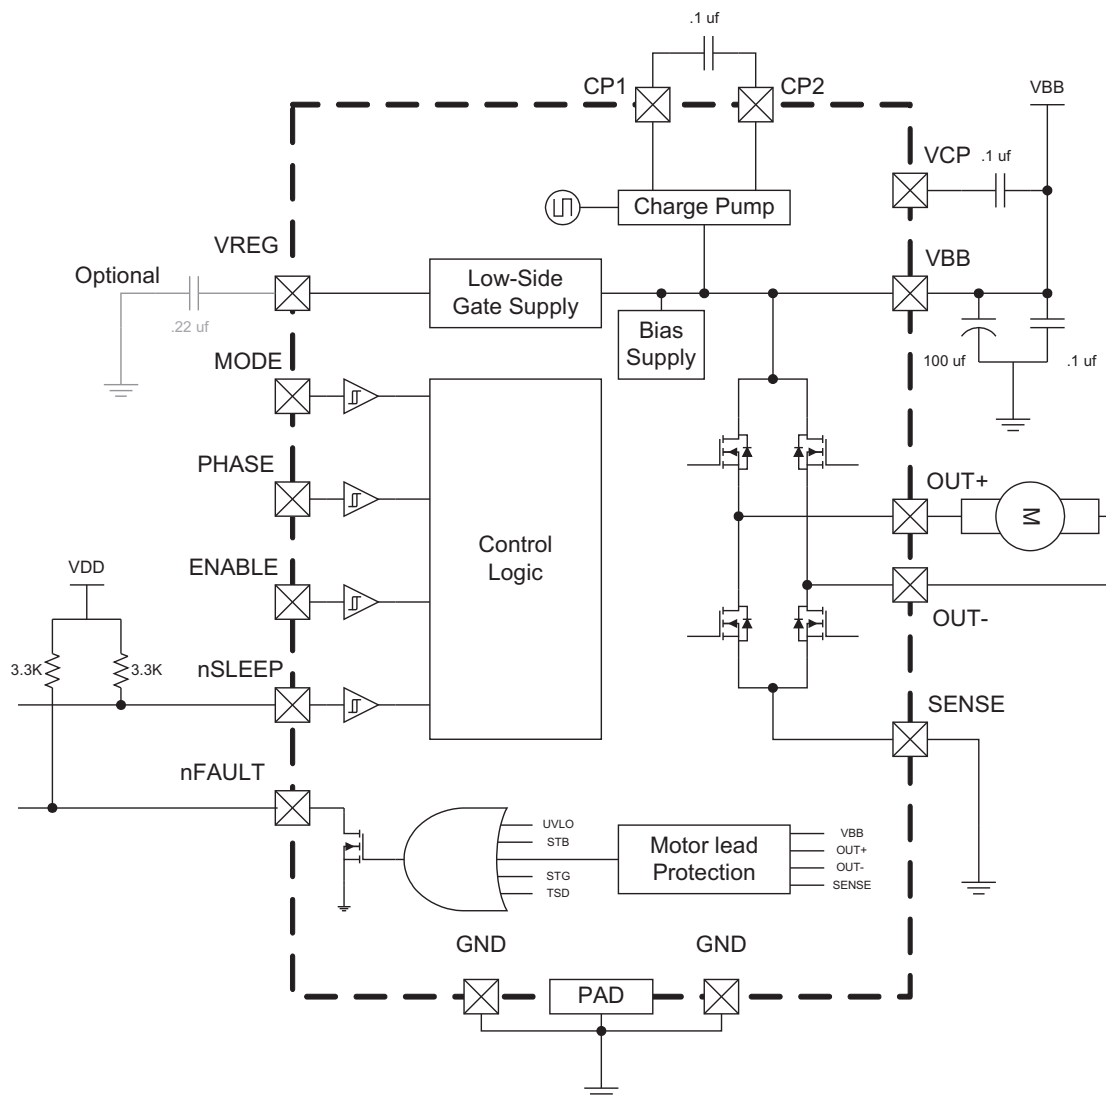 .1 uf
CP1
CP2
VBB
VCP
.1 uf
Charge Pump
VREG
VBB
Optional
Low-Side
Gate Supply
.22 uf
Bias
Supply
MODE
100 uf
.1 uf
PHASE
OUT+
M
Control
Logic
ENABLE
VDD
OUT-
3.3K
3.3K
nSLEEP
SENSE
nFAULT
UVLO
STB
STG
TSD
Motor lead
Protection
VBB
OUT+
OUT-
SENSE
GND
GND
PAD